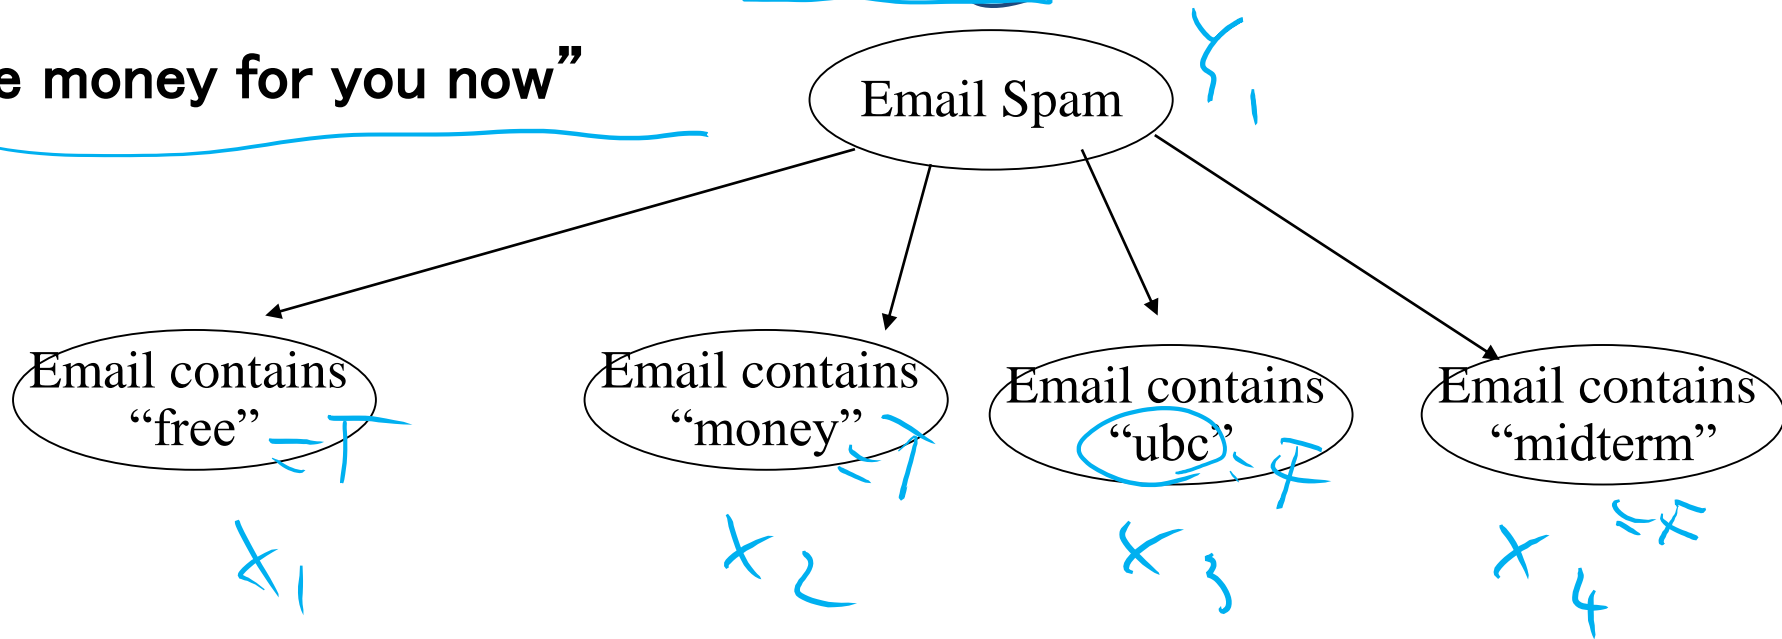 e money for you now”
Email Spam
Y1
Email contains
“free” = T
Email contains
“money” = T
Email contains
“ubc” = F
Email contains
“midterm”
= F
X1
X2
X3
X4